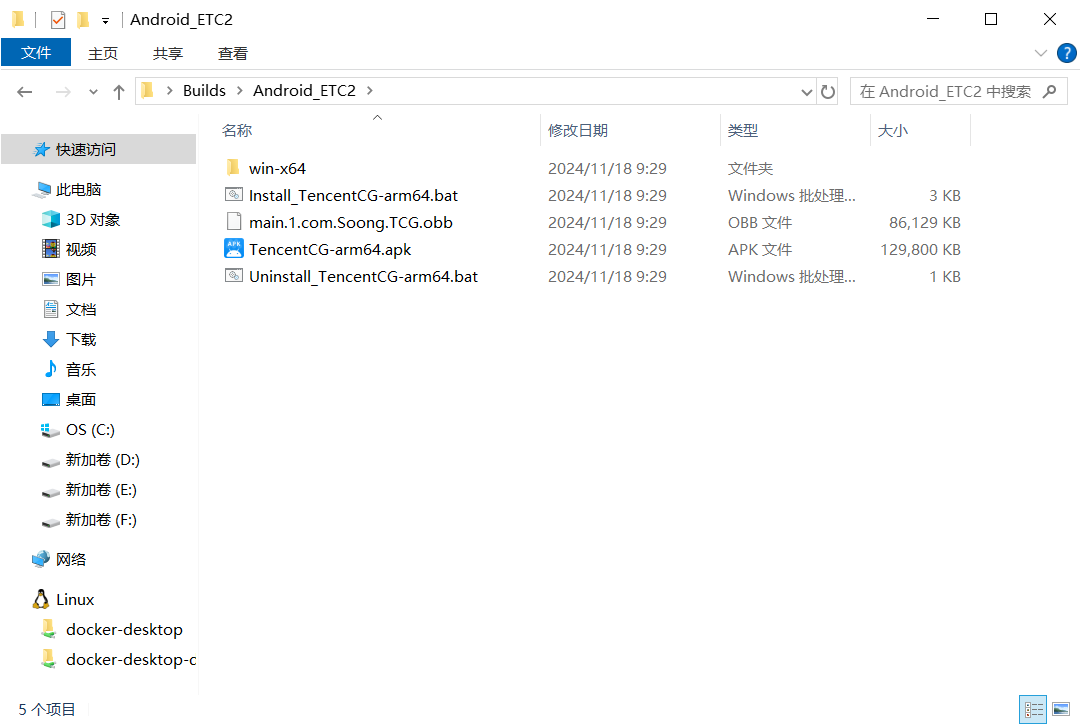 Android_ETC2
文件 主页 共享 查看 ?
Builds Android_ETC2 在 Android_ETC2 中搜索
名称 修改日期 类型 大小
快速访问
此电脑
3D 对象
视频
图片
文档
下载
音乐
桌面
OS (C:)
新加卷 (D:)
新加卷 (E:)
新加卷 (F:)
网络
Linux
docker-desktop
docker-desktop-c
win-x64 2024/11/18 9:29 文件夹
Install_TencentCG-arm64.bat 2024/11/18 9:29 Windows 批处理... 3 KB
main.1.com.Soong.TCG.obb 2024/11/18 9:29 OBB 文件 86,129 KB
APK TencentCG-arm64.apk 2024/11/18 9:29 APK 文件 129,800 KB
Uninstall_TencentCG-arm64.bat 2024/11/18 9:29 Windows 批处理... 1 KB
5 个项目